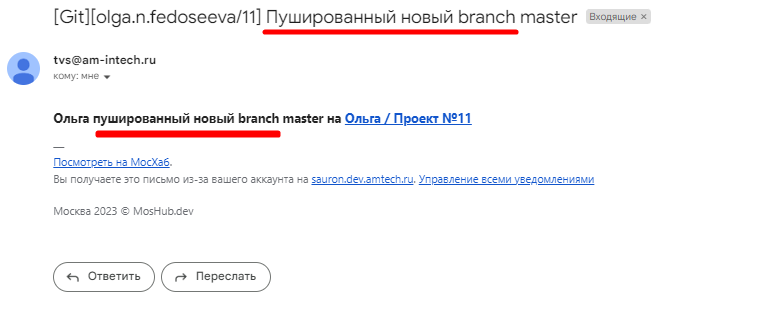 [Git][olga.n.fedoseeva/11] Пушированный новый branch master Входящие ×
tvs@am-intech.ru
кому: мне
Ольга пушированный новый branch master на Ольга / Проект №11
—
Посмотреть на МосХаб.
Вы получаете это письмо из-за вашего аккаунта на sauron.dev.amtech.ru. Управление всеми уведомлениями
Москва 2023 © MosHub.dev
Ответить Переслать